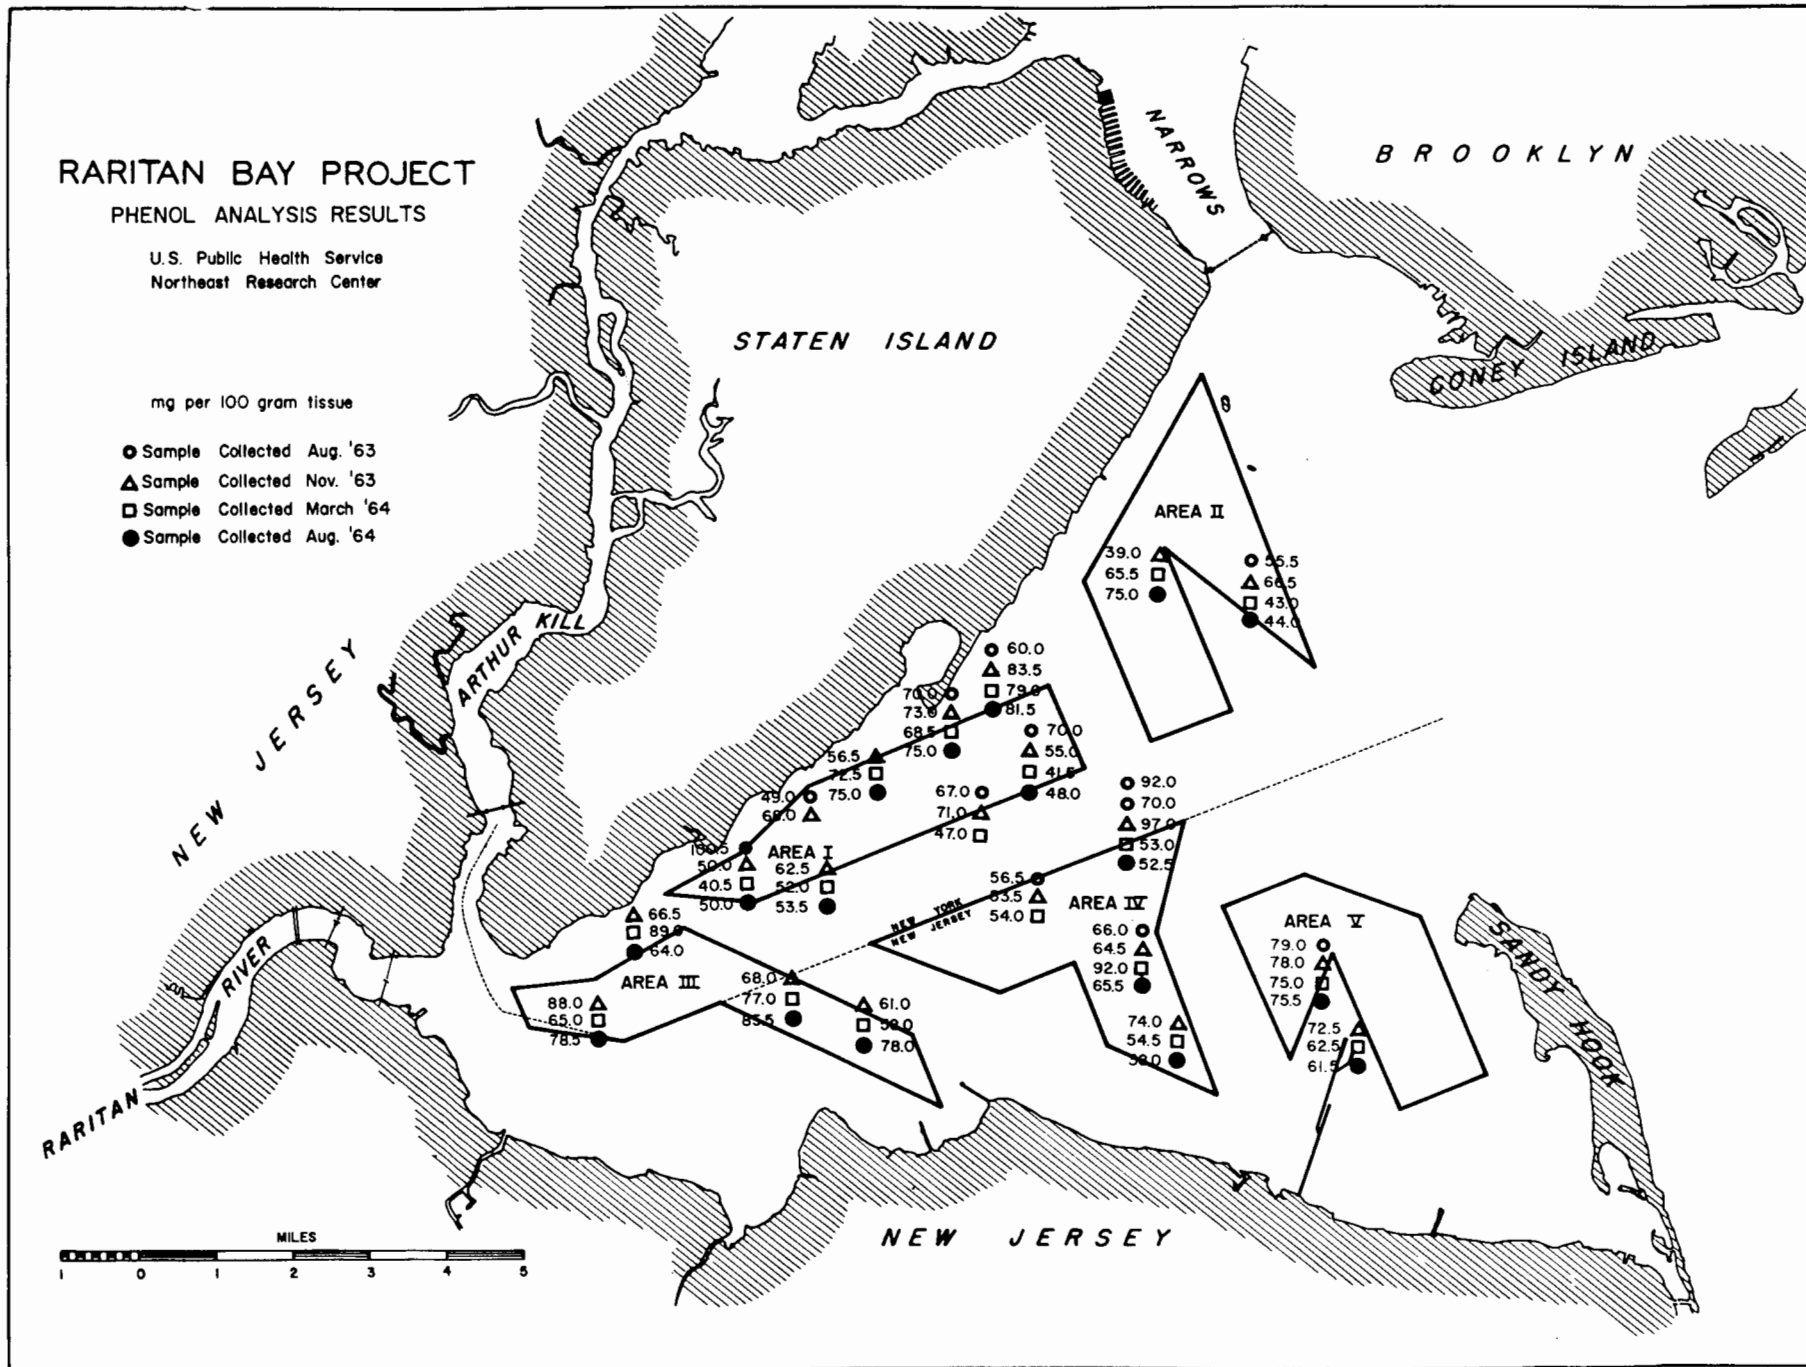 RARITAN BAY PROJECT
PHENOL ANALYSIS RESULTS
U.S. Public Health Service
Northeast Research Center
mg per 100 gram tissue
Sample Collected Aug. '63
Sample Collected Nov. '63
Sample Collected March '64
Sample Collected Aug. '64
NARROWS
BROOKLYN
CONEY ISLAND
STATEN ISLAND
ARTHUR KILL
NEW JERSEY
RARITAN RIVER
AREA II
39.0
65.5
75.0
55.5
66.5
43.0
44.0
60.0
83.5
79.0
81.5
70.0
73.0
68.5
75.0
70.0
55.0
41.5
48.0
56.5
72.5
75.0
49.0
68.0
67.0
71.0
47.0
AREA I
100.5
50.0
40.5
50.0
62.5
52.0
53.5
92.0
70.0
97.0
53.0
52.5
56.5
54.0
NEW YORK
NEW JERSEY
AREA IV
66.0
64.5
92.0
65.5
74.0
54.5
AREA III
66.5
89.0
64.0
88.0
65.0
78.5
68.0
77.0
61.0
78.0
AREA V
79.0
78.0
75.0
75.5
72.5
62.5
61.5
SANDY HOOK
NEW JERSEY
MILES
1 0 1 2 3 4 5